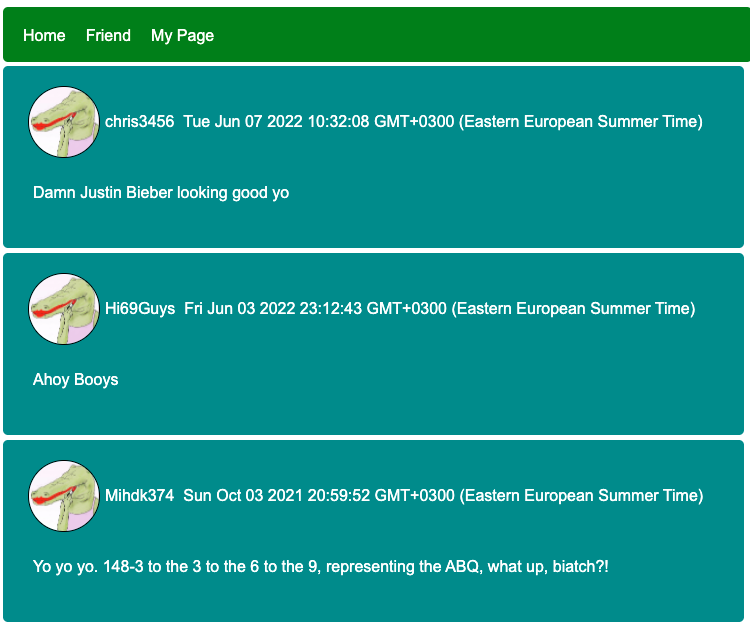 Home Friend My Page
chris3456 Tue Jun 07 2022 10:32:08 GMT+0300 (Eastern European Summer Time)
Damn Justin Bieber looking good yo
Hi69Guys Fri Jun 03 2022 23:12:43 GMT+0300 (Eastern European Summer Time)
Ahoy Booys
Mihdk374 Sun Oct 03 2021 20:59:52 GMT+0300 (Eastern European Summer Time)
Yo yo yo. 148-3 to the 3 to the 6 to the 9, representing the ABQ, what up, biatch?!